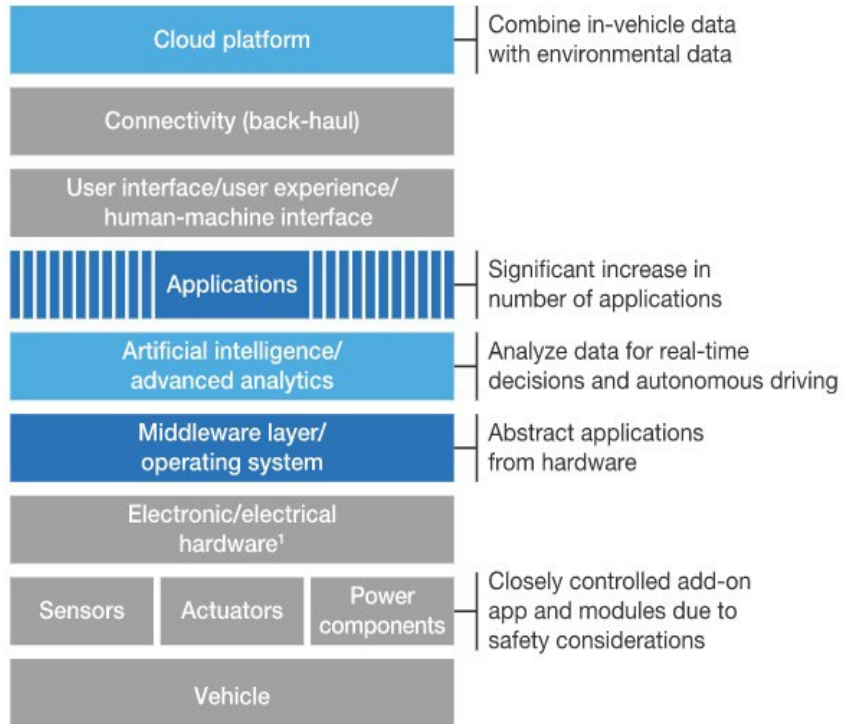 Cloud platform
Combine in-vehicle data
with environmental data
Connectivity (back-haul)
User interface/user experience/
human-machine interface
Applications
Significant increase in
number of applications
Artificial intelligence/
advanced analytics
Analyze data for real-time
decisions and autonomous driving
Middleware layer/
operating system
Abstract applications
from hardware
Electronic/electrical
hardware¹
Sensors
Actuators
Power
components
Closely controlled add-on
app and modules due to
safety considerations
Vehicle